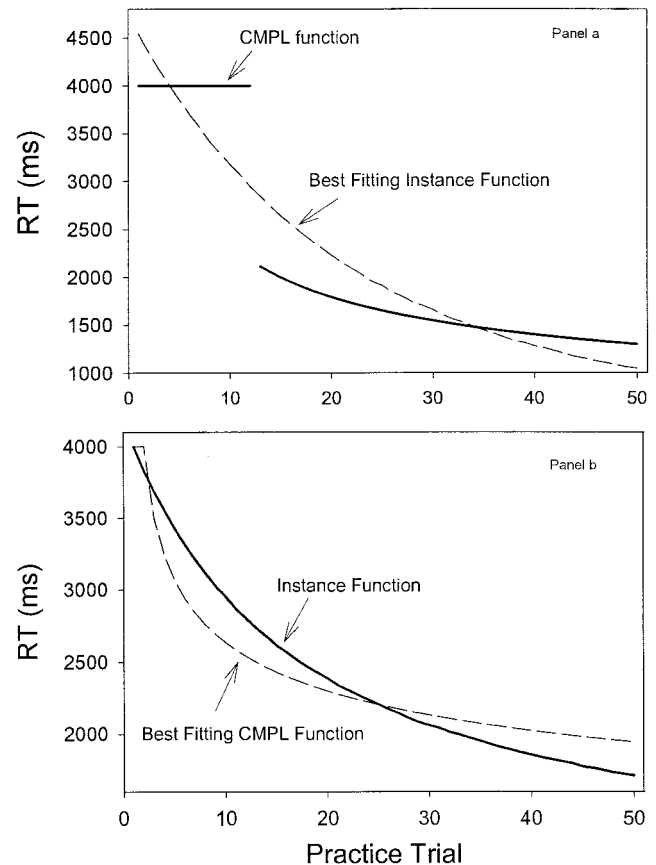 Panel a
CMPL function
Best Fitting Instance Function
RT (ms)
4500
4000
3500
3000
2500
2000
1500
1000
0 10 20 30 40 50
Panel b
Instance Function
Best Fitting CMPL Function
RT (ms)
4000
3500
3000
2500
2000
0 10 20 30 40 50
Practice Trial